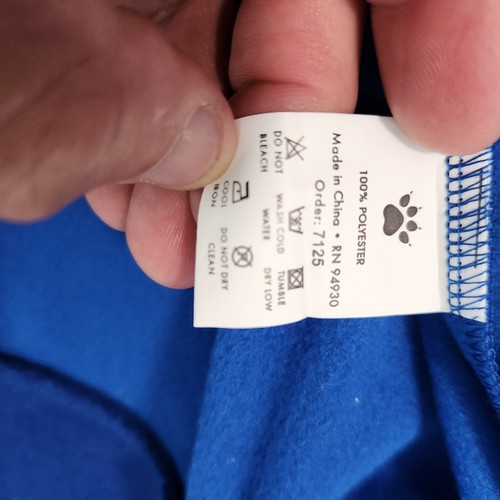 100% POLYESTER
Made in China • RN 94930
Order: 7125
DO NOT
BLEACH
WASH COLD
WATER
TUMBLE
DRY LOW
COOL
IRON
DO NOT DRY
CLEAN